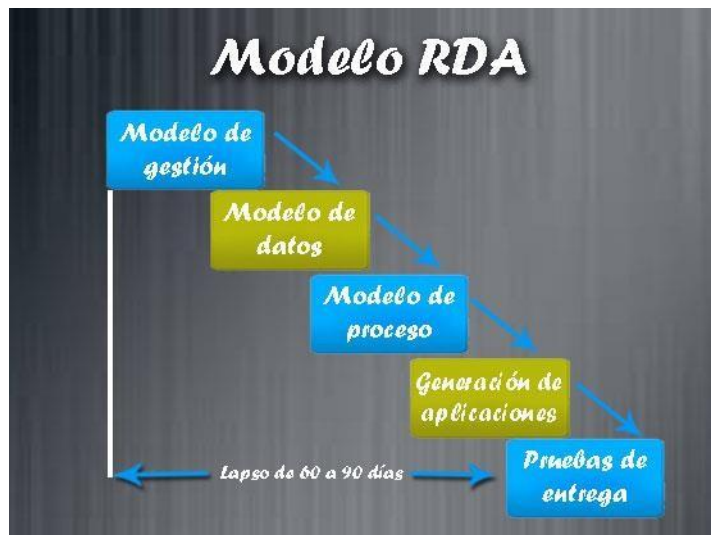 Modelo RDA
Modelo de
gestión
Modelo de
datos
Modelo de
proceso
Generación de
aplicaciones
Pruebas de
entrega
Lapso de 60 a 90 días